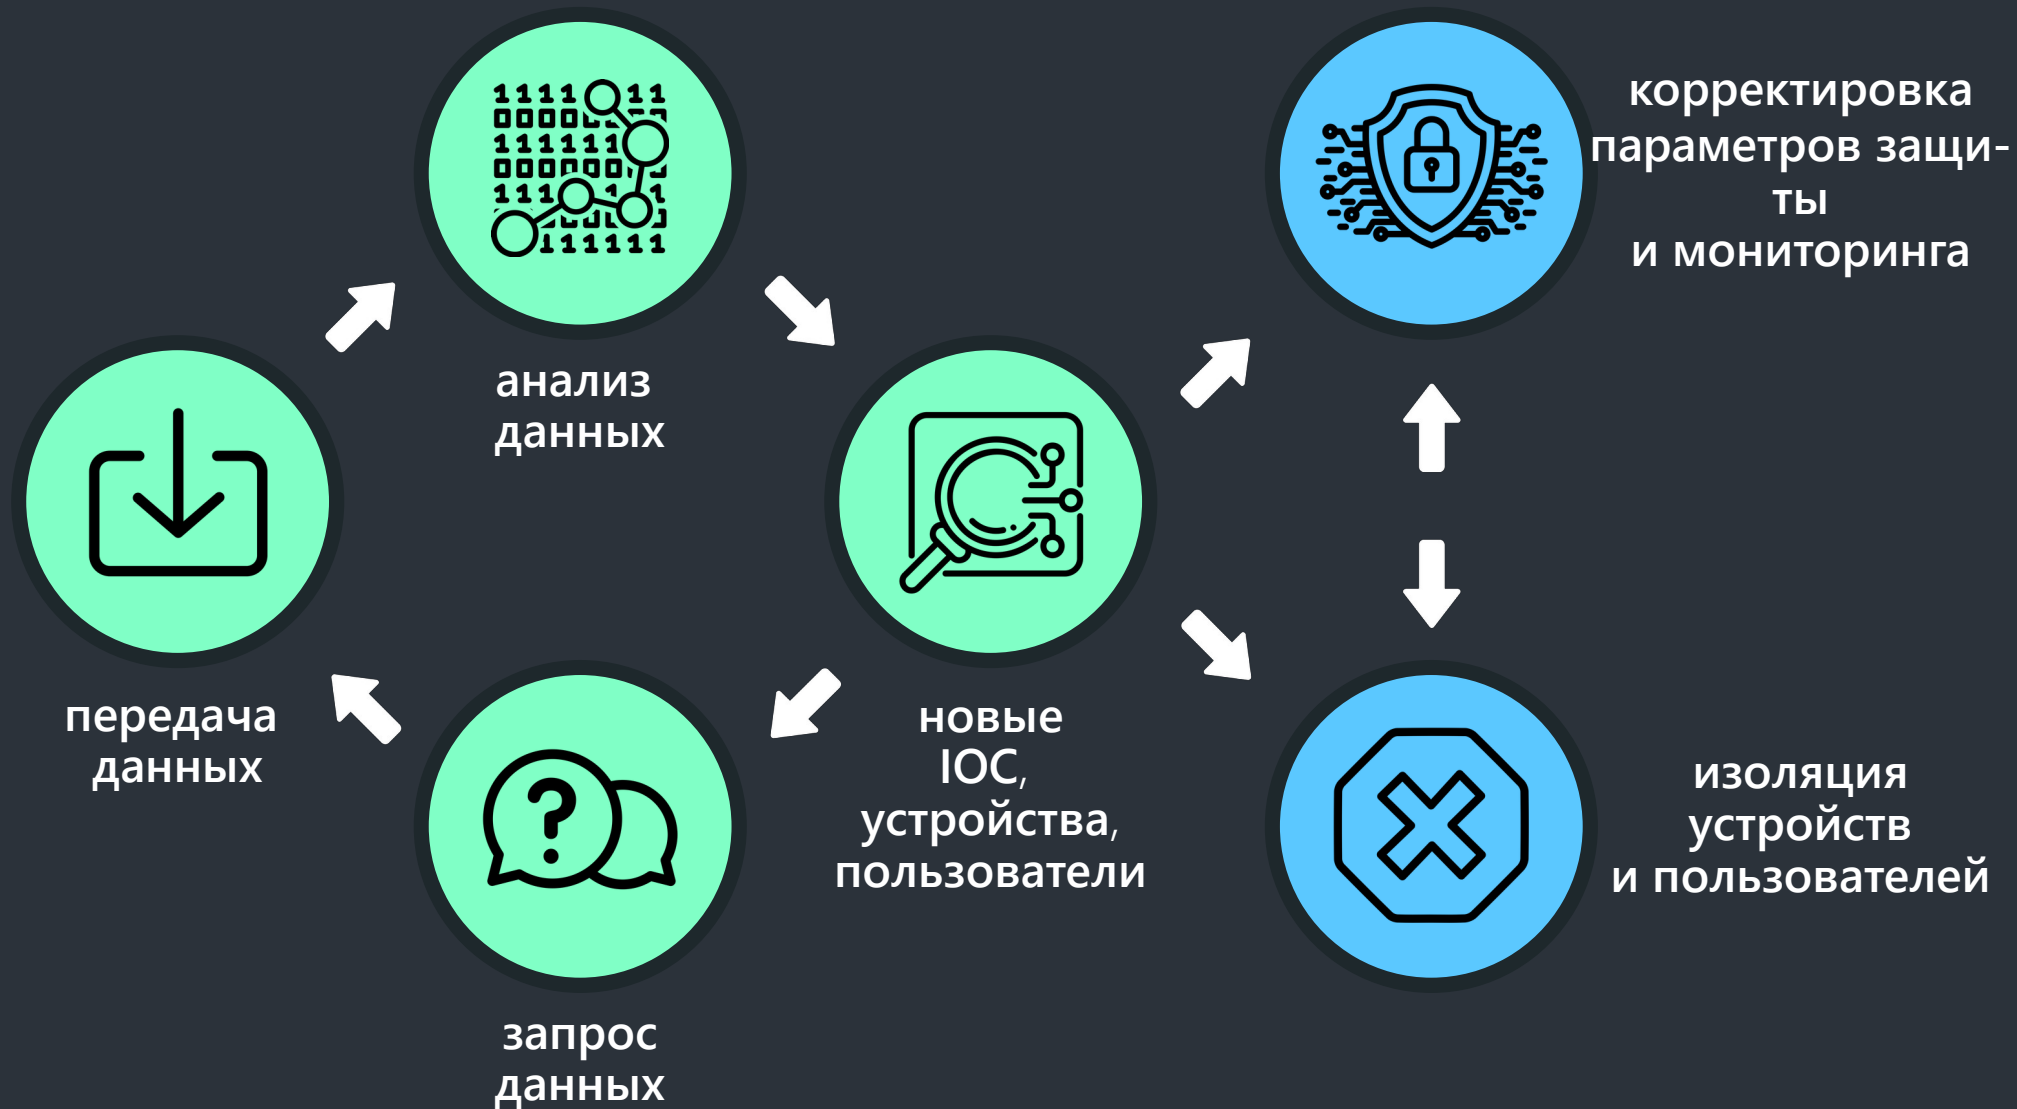 корректировка
параметров защи-
ты
и мониторинга
анализ
данных
передача
данных
новые
IOC,
устройства,
пользователи
изоляция
устройств
и пользователей
запрос
данных